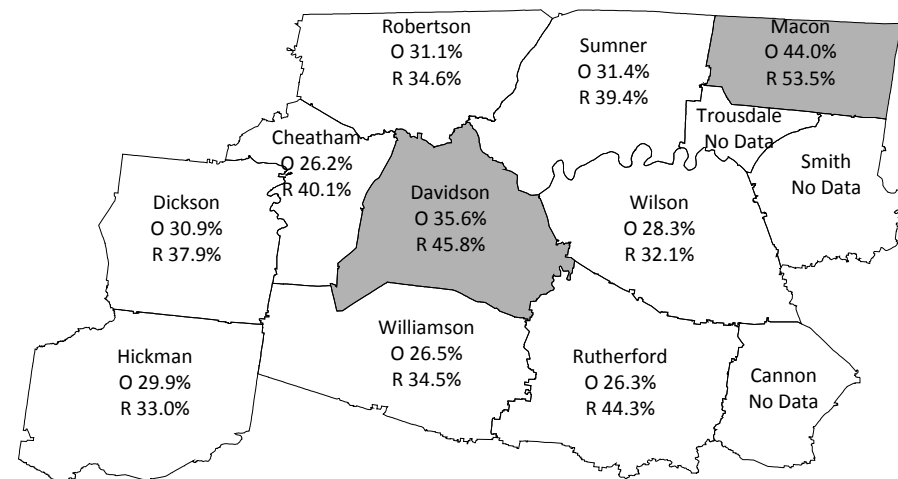 Robertson
O 31.1%
R 34.6%
Sumner
O 31.4%
R 39.4%
Macon
O 44.0%
R 53.5%
Trousdale
No Data
Smith
No Data
Cheatham
O 26.2%
R 40.1%
Dickson
O 30.9%
R 37.9%
Davidson
O 35.6%
R 45.8%
Wilson
O 28.3%
R 32.1%
Hickman
O 29.9%
R 33.0%
Williamson
O 26.5%
R 34.5%
Rutherford
O 26.3%
R 44.3%
Cannon
No Data